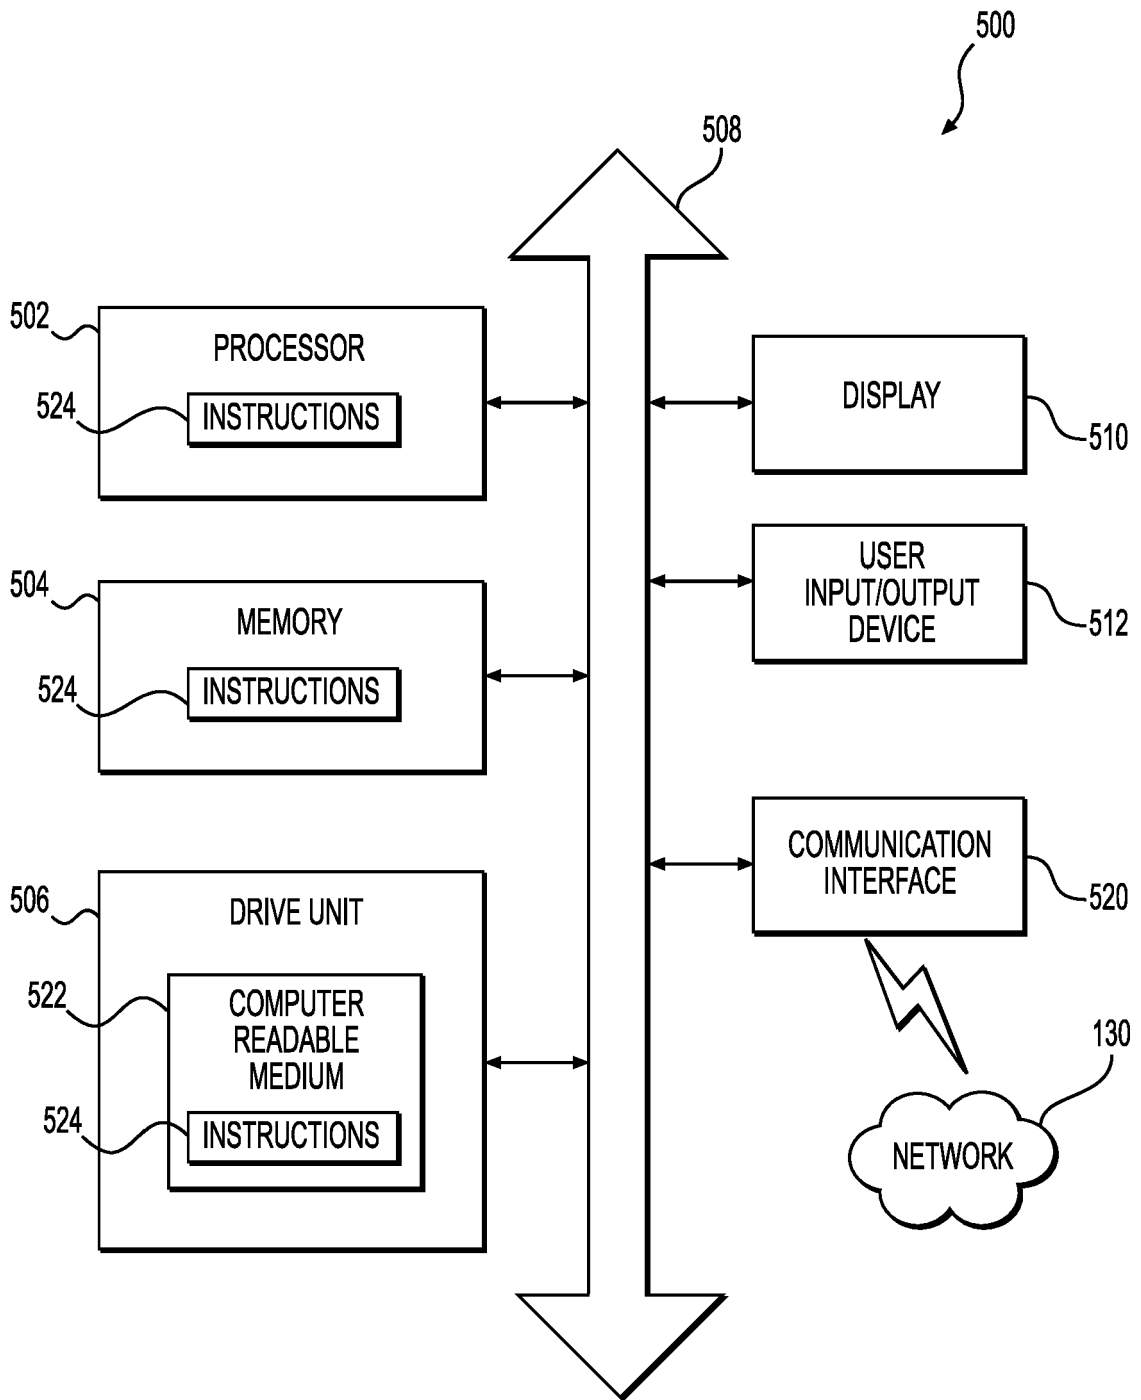 500
508
502
PROCESSOR
524
INSTRUCTIONS
DISPLAY
510
504
MEMORY
524
INSTRUCTIONS
USER
INPUT/OUTPUT
DEVICE
512
506
DRIVE UNIT
522
COMPUTER
READABLE
MEDIUM
524
INSTRUCTIONS
COMMUNICATION
INTERFACE
520
130
NETWORK